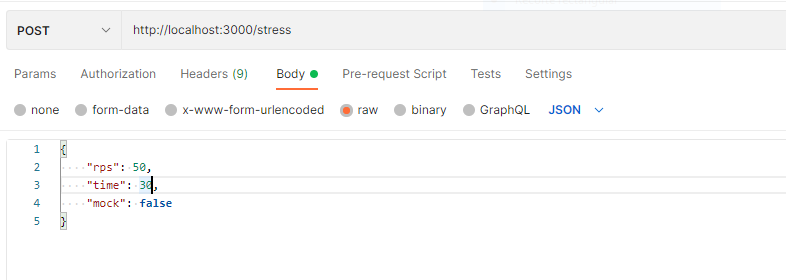 POST http://localhost:3000/stress
Params Authorization Headers (9) Body Pre-request Script Tests Settings
none form-data x-www-form-urlencoded raw binary GraphQL JSON
1 {
2 "rps": 50,
3 "time": 30,
4 "mock": false
5 }